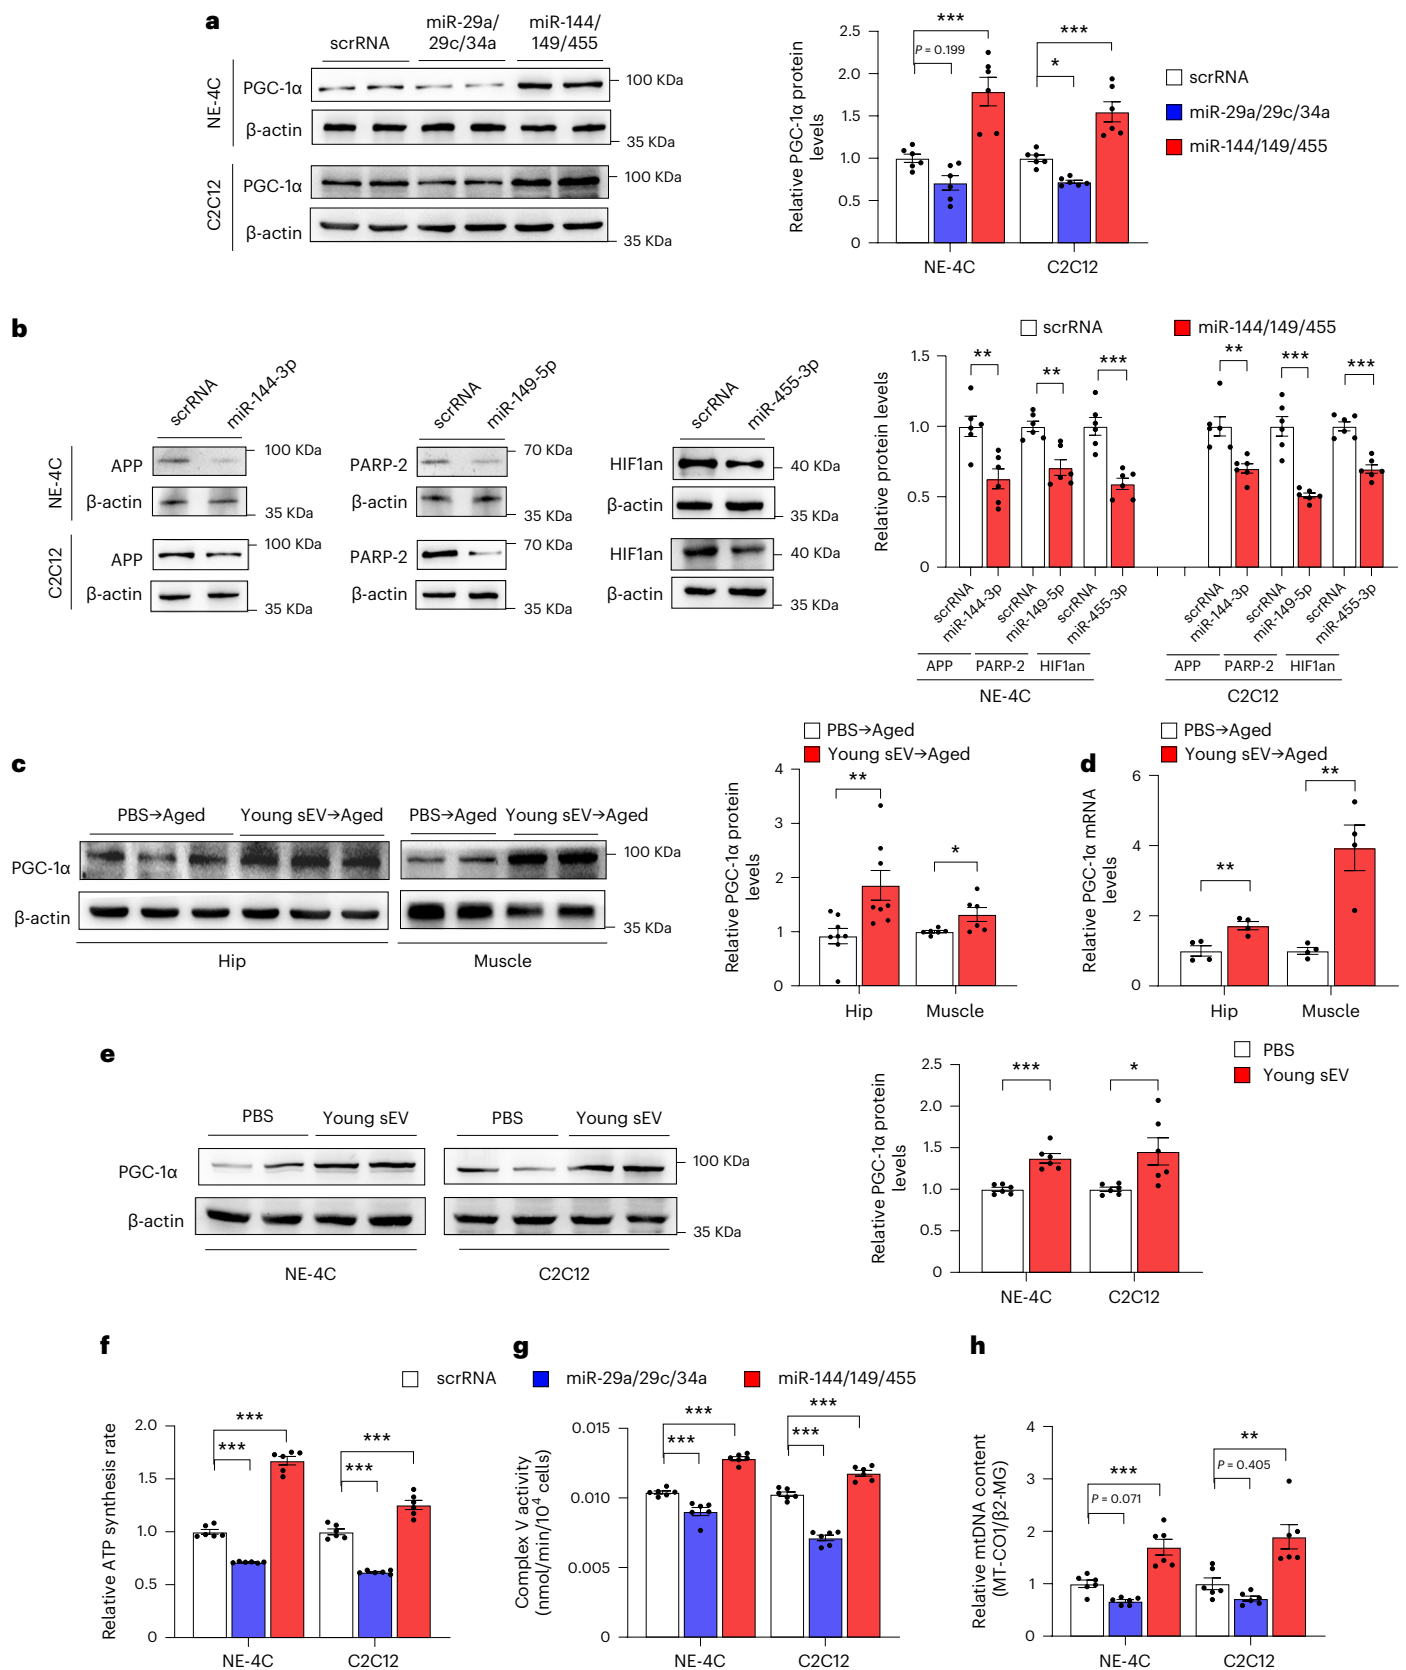 a
scrRNA
miR-29a/
29c/34a
miR-144/
149/455
NE-4C
PGC-1α
100 KDa
β-actin
35 KDa
C2C12
PGC-1α
100 KDa
β-actin
35 KDa
Relative PGC-1α protein
levels
2.5
2.0
1.5
1.0
0.5
0
***
P = 0.199
***
*
NE-4C
C2C12
scrRNA
miR-29a/29c/34a
miR-144/149/455
b
scrRNA
miR-144-3p
scrRNA
miR-149-5p
scrRNA
miR-455-3p
NE-4C
APP
100 KDa
PARP-2
70 KDa
HIF1an
40 KDa
β-actin
35 KDa
β-actin
35 KDa
β-actin
35 KDa
C2C12
APP
100 KDa
PARP-2
70 KDa
HIF1an
40 KDa
β-actin
35 KDa
β-actin
35 KDa
β-actin
35 KDa
scrRNA
miR-144/149/455
Relative protein levels
1.5
1.0
0.5
0
**
**
***
**
***
***
scrRNA
miR-144-3p
scrRNA
miR-149-5p
scrRNA
miR-455-3p
scrRNA
miR-144-3p
scrRNA
miR-149-5p
scrRNA
miR-455-3p
APP
PARP-2
HIF1an
APP
PARP-2
HIF1an
NE-4C
C2C12
c
PBS→Aged
Young sEV→Aged
PBS→Aged
Young sEV→Aged
PGC-1α
100 KDa
β-actin
35 KDa
Hip
Muscle
PBS→Aged
Young sEV→Aged
Relative PGC-1α protein
levels
4
3
2
1
0
**
*
Hip
Muscle
d
PBS→Aged
Young sEV→Aged
Relative PGC-1α mRNA
levels
6
4
2
0
**
**
Hip
Muscle
e
PBS
Young sEV
PBS
Young sEV
PGC-1α
100 KDa
β-actin
35 KDa
NE-4C
C2C12
Relative PGC-1α protein
levels
2.5
2.0
1.5
1.0
0.5
0
***
*
NE-4C
C2C12
PBS
Young sEV
f
g
h
scrRNA
miR-29a/29c/34a
miR-144/149/455
Relative ATP synthesis rate
2.0
1.5
1.0
0.5
0
***
***
***
***
NE-4C
C2C12
Complex V activity
(nmol/min/10⁴ cells)
0.015
0.010
0.005
0
***
***
***
***
NE-4C
C2C12
Relative mtDNA content
(MT-CO1/β2-MG)
4
3
2
1
0
***
P = 0.071
**
P = 0.405
NE-4C
C2C12